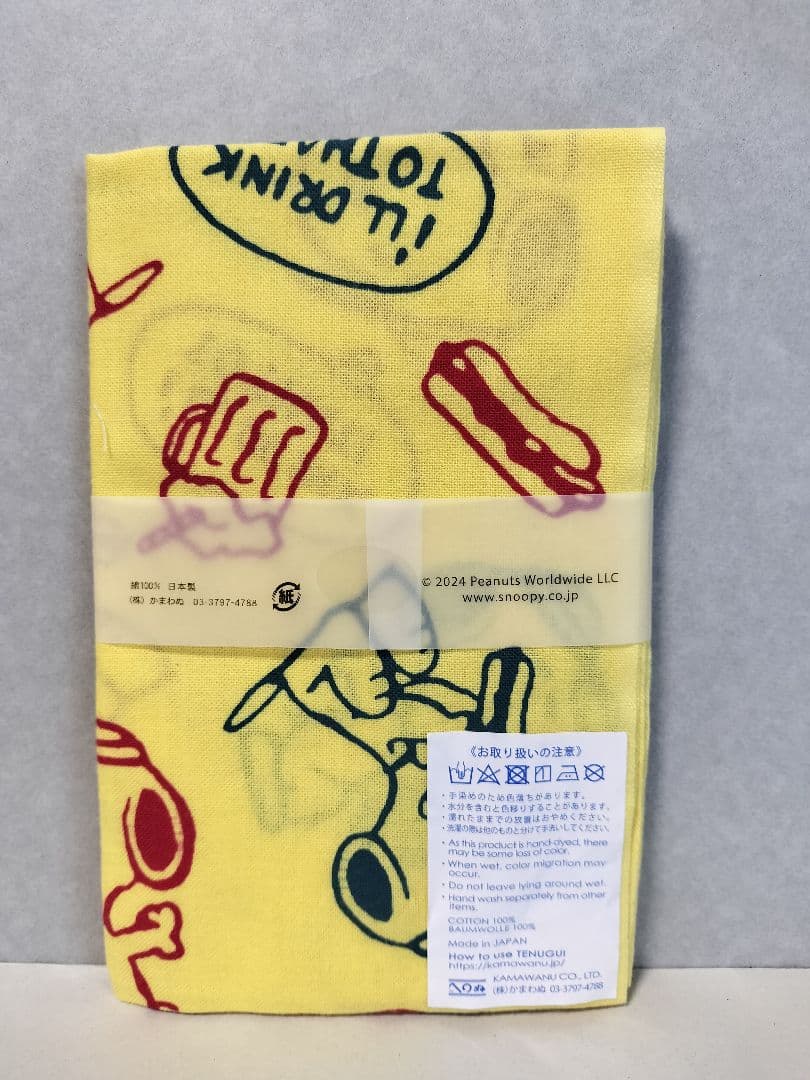 I'LL DRINK
TO THA
綿100% 日本製
(株) かまわぬ 03-3797-4788
紙
© 2024 Peanuts Worldwide LLC
www.snoopy.co.jp
《お取り扱いの注意》
・手染めのため色落ちがあります。
・水分を含むと色移りすることがあります。
・濡れたままでの放置はおやめください。
・洗濯の際は他のものと分けて手洗いしてください。
・As this product is hand-dyed, there
may be some loss of color.
・When wet, color migration may
occur.
・Do not leave lying around wet.
・Hand wash separately from other
items.
COTTON 100%
BAUMWOLLE 100%
Made in JAPAN
How to use TENUGUI
https://kamawanu.jp/
KAMAWANU CO., LTD.
(株)かまわぬ 03-3797-4788